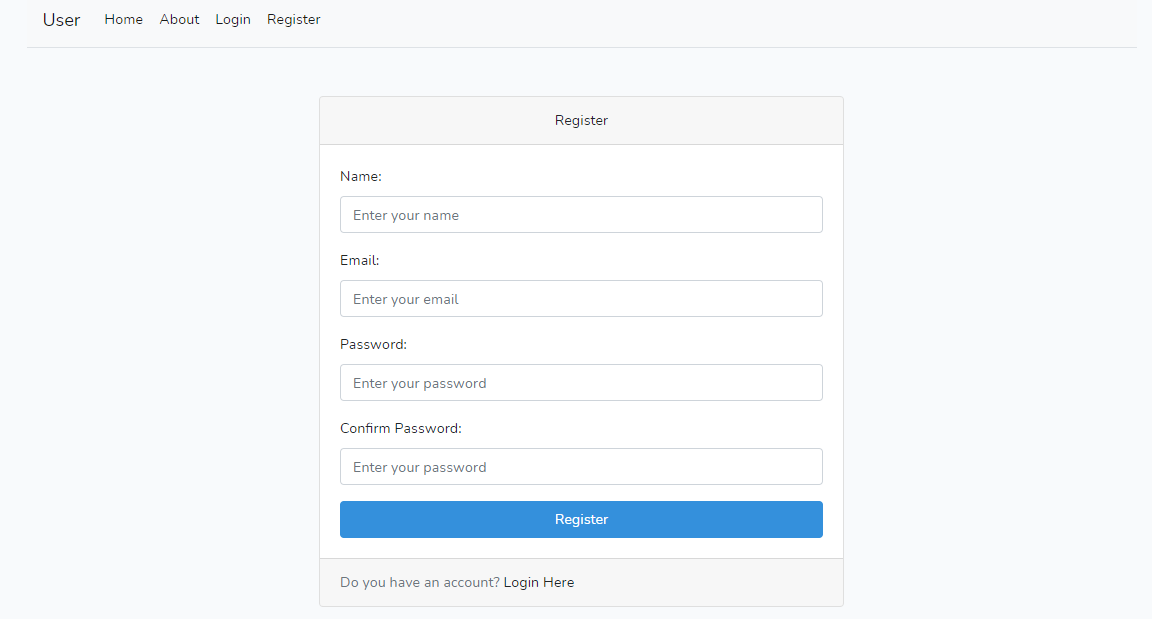 User Home About Login Register
Register
Name:
Enter your name
Email:
Enter your email
Password:
Enter your password
Confirm Password:
Enter your password
Register
Do you have an account? Login Here